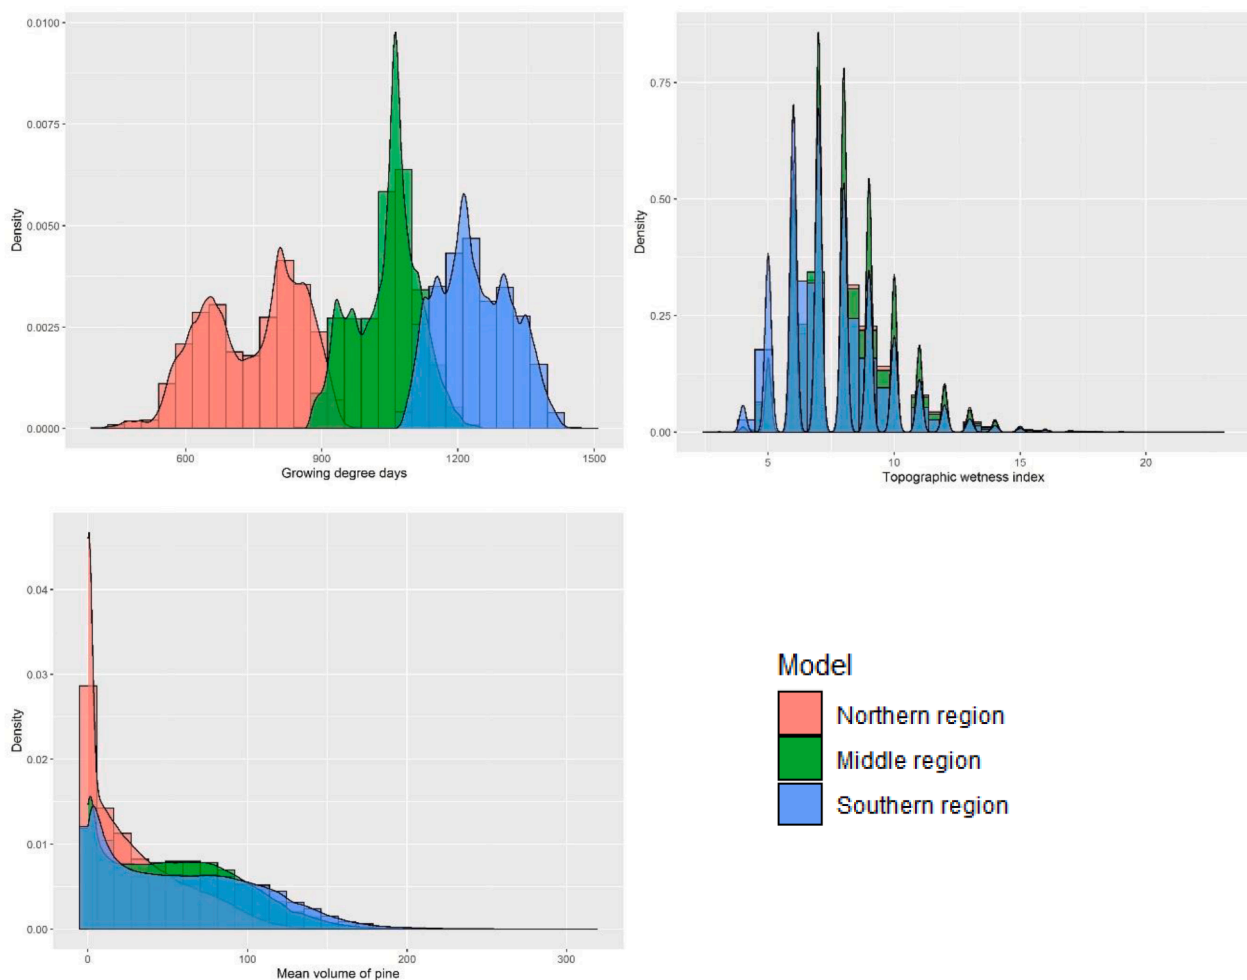 0.0100
0.0075
0.0050
0.0025
0.0000
Density
600
900
1200
1500
Growing degree days
0.75
0.50
0.25
0.00
Density
5
10
15
20
Topographic wetness index
0.04
0.03
0.02
0.01
0.00
Density
0
100
200
300
Mean volume of pine
Model
Northern region
Middle region
Southern region